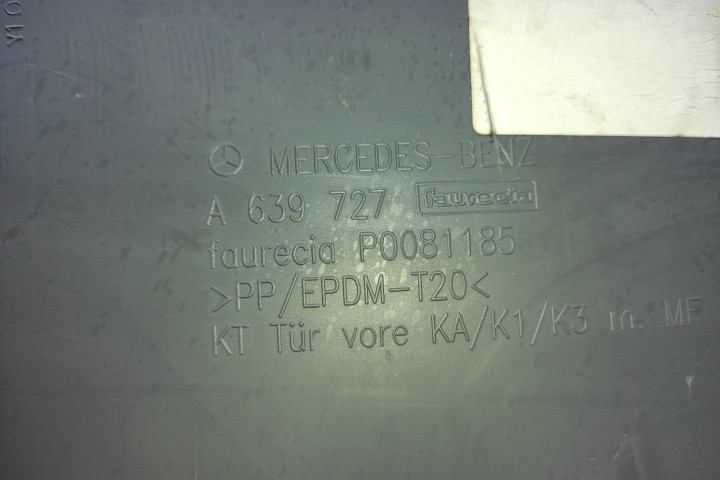 MERCEDES-BENZ
A 639 727 faurecia
faurecia P0081185
>PP/EPDM-T20<
KT Tür vore KA/K1/K3 m. MF